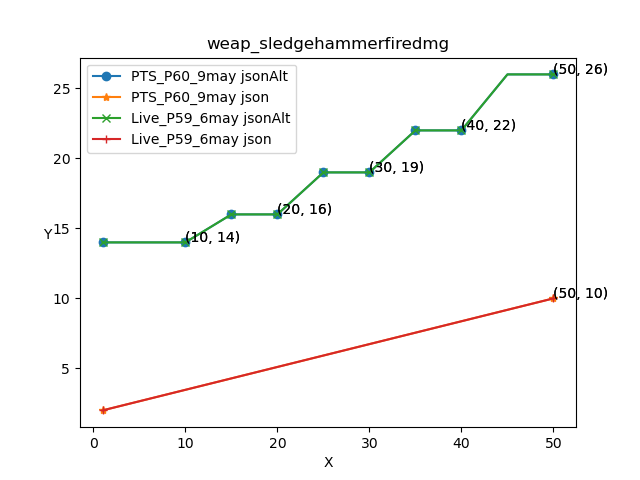 weap_sledgehammerfiredmg
PTS_P60_9may jsonAlt
PTS_P60_9may json
Live_P59_6may jsonAlt
Live_P59_6may json
(50, 26)
(40, 22)
(30, 19)
(20, 16)
(10, 14)
(50, 10)
25
20
15
10
5
Y
0 10 20 30 40 50
X